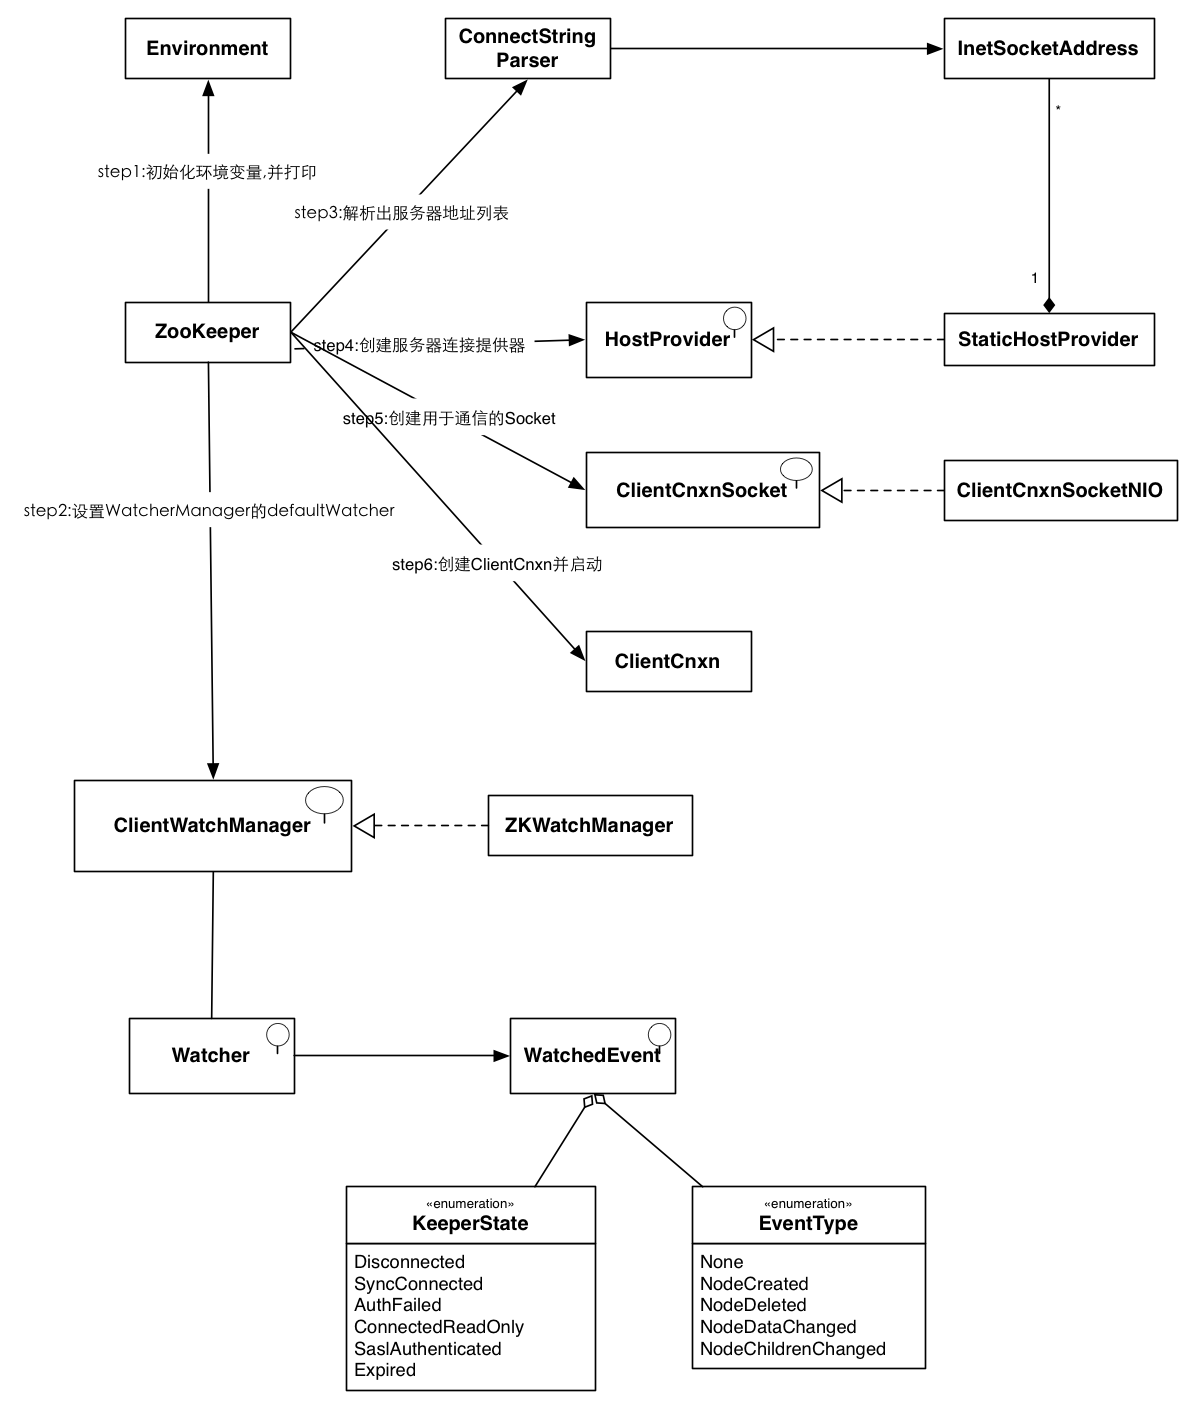 Environment
ConnectString
Parser
InetSocketAddress
*
step1:初始化环境变量,并打印
step3:解析出服务器地址列表
1
ZooKeeper
step4:创建服务器连接提供器
HostProvider
StaticHostProvider
step5:创建用于通信的Socket
ClientCnxnSocket
ClientCnxnSocketNIO
step2:设置WatcherManager的defaultWatcher
step6:创建ClientCnxn并启动
ClientCnxn
ClientWatchManager
ZKWatchManager
Watcher
WatchedEvent
«enumeration»
KeeperState
Disconnected
SyncConnected
AuthFailed
ConnectedReadOnly
SaslAuthenticated
Expired
«enumeration»
EventType
None
NodeCreated
NodeDeleted
NodeDataChanged
NodeChildrenChanged